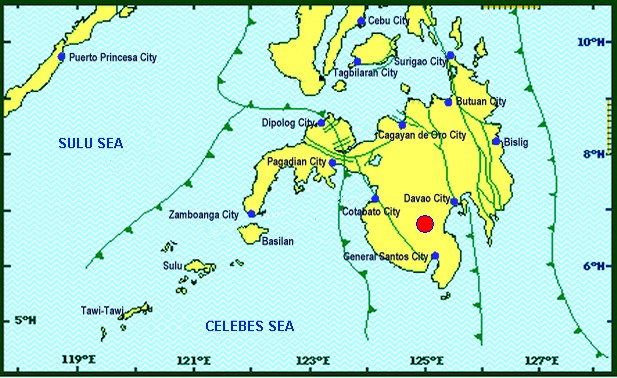 Cebu City
10°N
Puerto Princesa City
Surigao City
Tagbilaran City
Butuan City
Dipolog City
Cagayan de Oro City
SULU SEA
Bislig
8°N
Pagadian City
Davao City
Zamboanga City
Cotabato City
Basilan
General Santos City
Sulu
6°N
Tawi-Tawi
5°N
CELEBES SEA
119°E
121°E
123°E
125°E
127°E